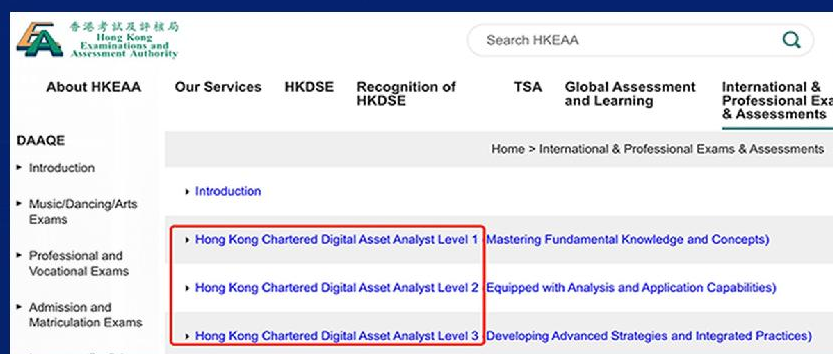 香港考試及評核局
Hong Kong
Examinations and
Assessment Authority
Search HKEAA
About HKEAA
Our Services
HKDSE
Recognition of
HKDSE
TSA
Global Assessment
and Learning
International &
Professional Exa
& Assessments
DAAQE
Home > International & Professional Exams & Assessments
Introduction
Music/Dancing/Arts
Exams
Professional and
Vocational Exams
Admission and
Matriculation Exams
Introduction
Hong Kong Chartered Digital Asset Analyst Level 1 (Mastering Fundamental Knowledge and Concepts)
Hong Kong Chartered Digital Asset Analyst Level 2 (Equipped with Analysis and Application Capabilities)
Hong Kong Chartered Digital Asset Analyst Level 3 (Developing Advanced Strategies and Integrated Practices)